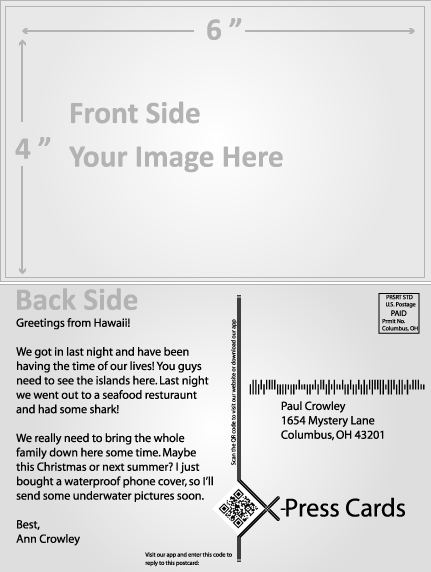 6 ”
Front Side
4 ”
Your Image Here
Back Side
Greetings from Hawaii!
We got in last night and have been
having the time of our lives! You guys
need to see the islands here. Last night
we went out to a seafood resturaunt
and had some shark!
We really need to bring the whole
family down here some time. Maybe
this Christmas or next summer? I just
bought a waterproof phone cover, so I’ll
send some underwater pictures soon.
Best,
Ann Crowley
Visit our app and enter this code to
reply to this postcard:
Scan the QR code to visit our website or download our app
PRSRT STD
U.S. Postage
PAID
Prmit No.
Columbus, OH
Paul Crowley
1654 Mystery Lane
Columbus, OH 43201
X-Press Cards